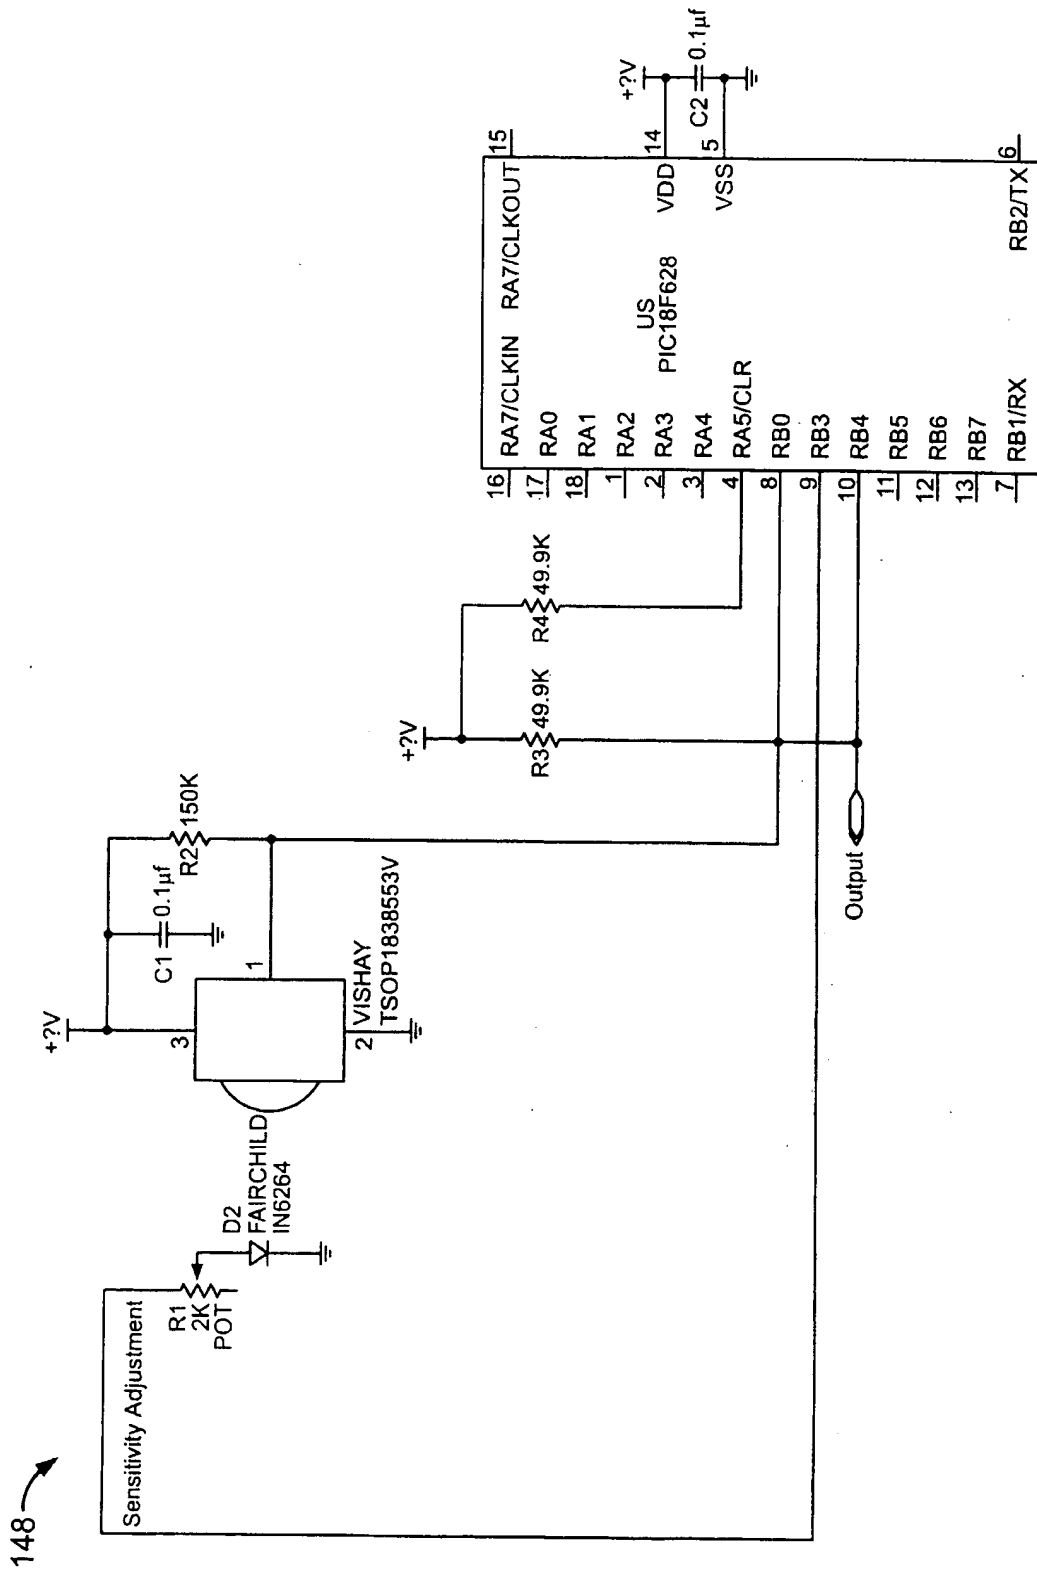 148
Sensitivity Adjustment
R1
2K
POT
D2
FAIRCHILD
IN6264
+?V
3
1
2
VISHAY
TSOP1838553V
C1
0.1µf
R2
150K
+?V
R3
49.9K
R4
49.9K
Output
16
17
18
1
2
3
4
8
9
10
11
12
13
7
RA7/CLKIN
RA7/CLKOUT
RA0
RA1
RA2
RA3
RA4
RA5/CLR
RB0
RB3
RB4
RB5
RB6
RB7
RB1/RX
RB2/TX
US
PIC18F628
VDD
VSS
15
14
5
6
+?V
C2
0.1µf